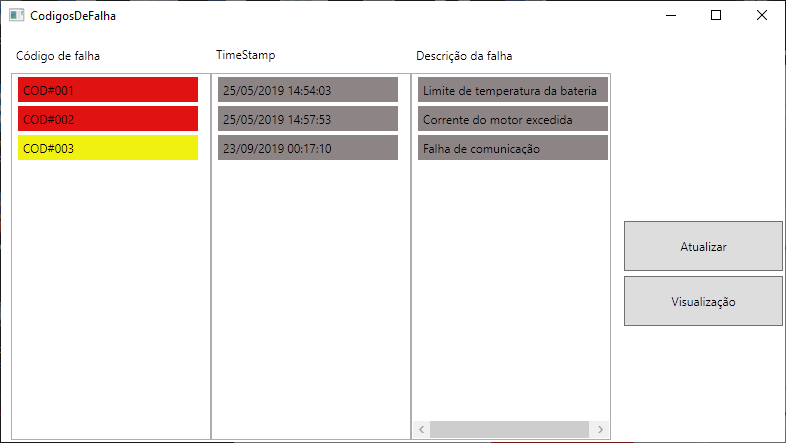 CodigosDeFalha
Código de falha TimeStamp Descrição da falha
COD#001 25/05/2019 14:54:03 Limite de temperatura da bateria
COD#002 25/05/2019 14:57:53 Corrente do motor excedida
COD#003 23/09/2019 00:17:10 Falha de comunicação
Atualizar
Visualização